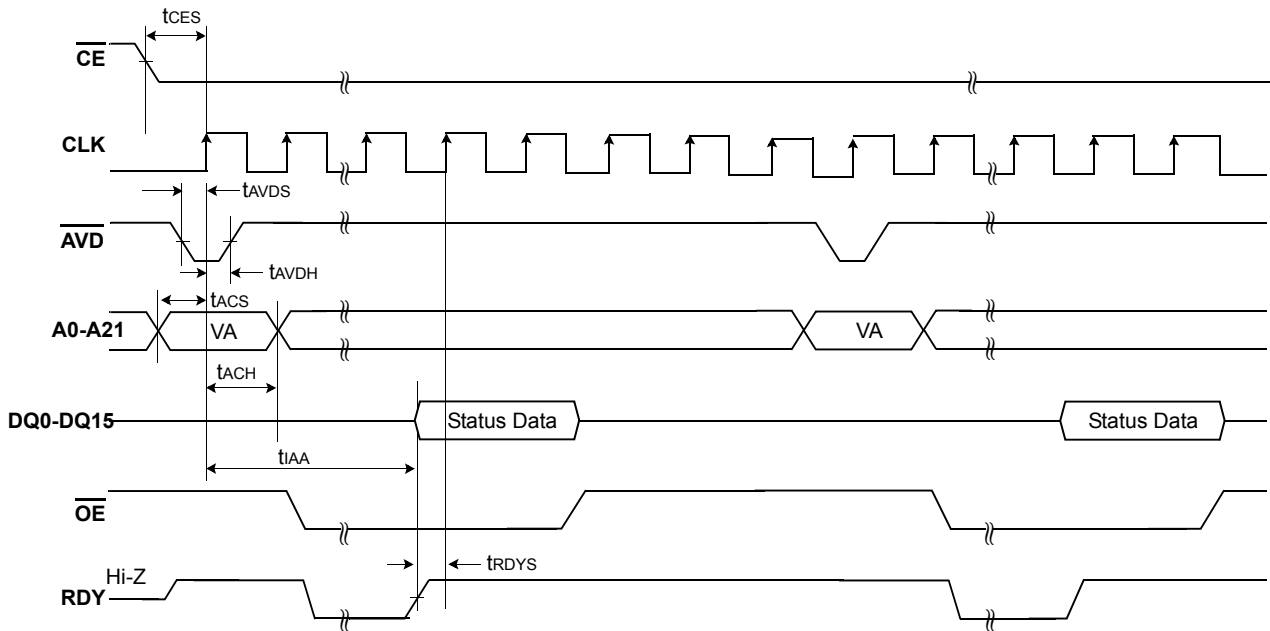 tCES
CE
CLK
tAVDS
AVD
tAVDH
tACS
A0-A21
VA
VA
tACH
DQ0-DQ15
Status Data
Status Data
tIAA
OE
tRDYS
Hi-Z
RDY